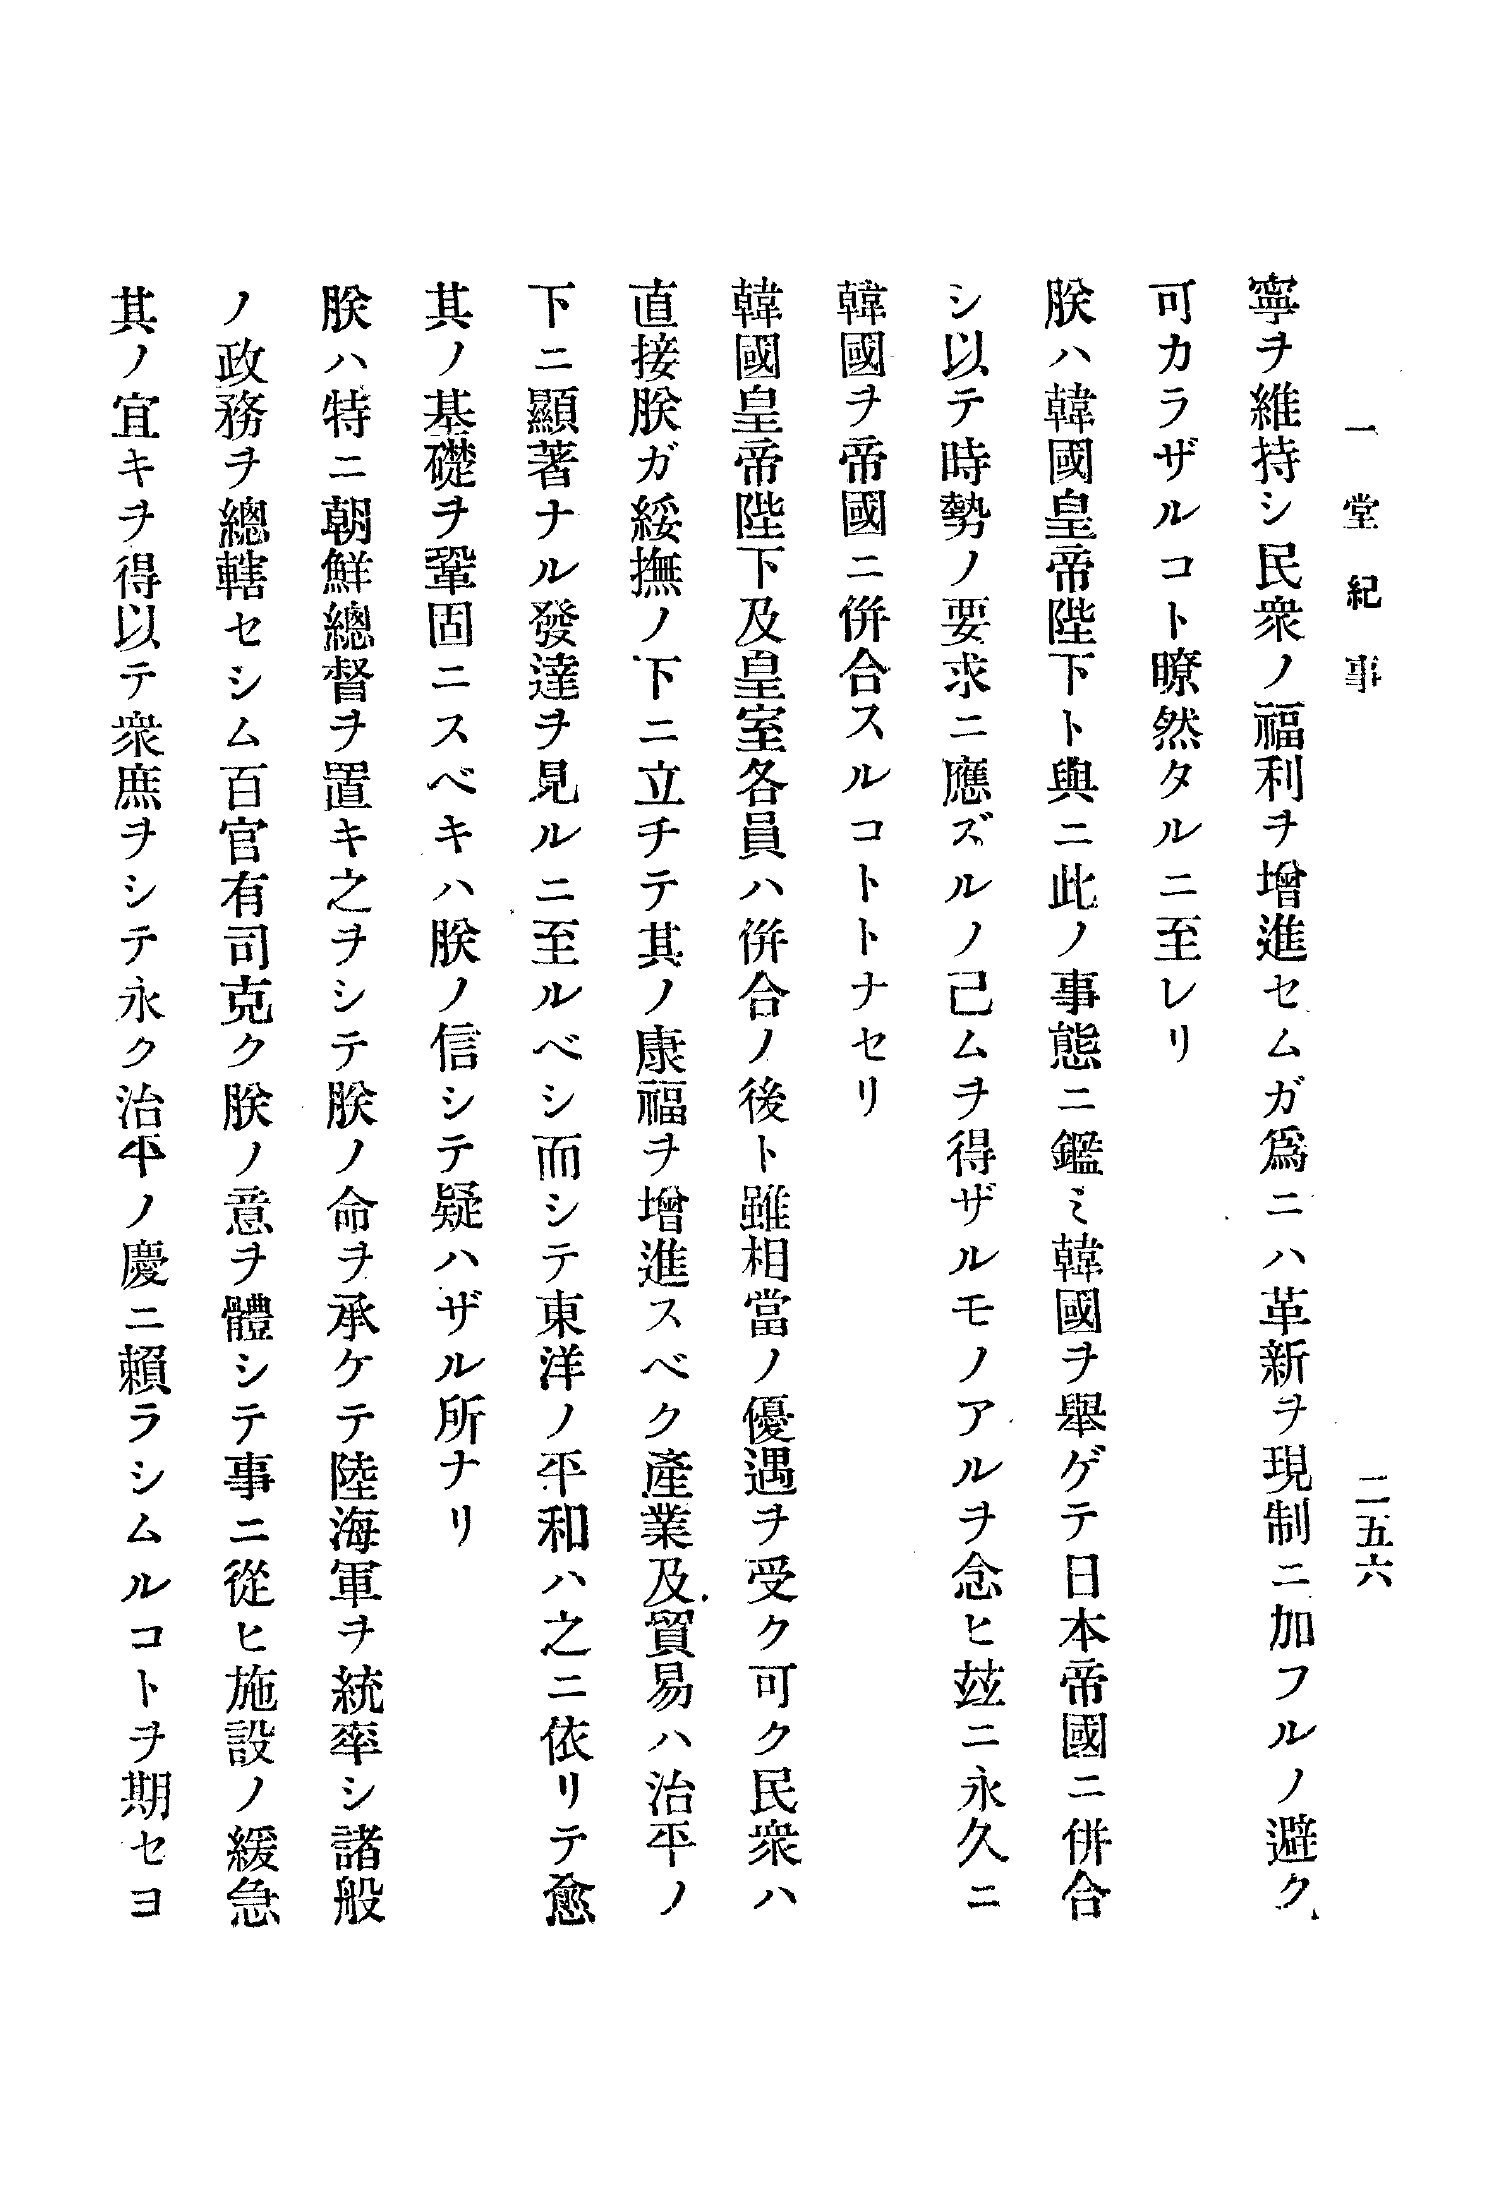 一堂紀事
二五六
寧ヲ維持シ民衆ノ福利ヲ增進セムガ爲ニハ革新ヲ現制ニ加フルノ避ク
可カラザルコト瞭然タルニ至レリ
朕ハ韓國皇帝陛下ト與ニ此ノ事態ニ鑑ミ韓國ヲ舉ゲテ日本帝國ニ併合
シ以テ時勢ノ要求ニ應ズルノ已ムヲ得ザルモノアルヲ念ヒ玆ニ永久ニ
韓國ヲ帝國ニ併合スルコトトナセリ
韓國皇帝陛下及皇室各員ハ併合ノ後ト雖相當ノ優遇ヲ受ク可ク民衆ハ
直接朕ガ綏撫ノ下ニ立チテ其ノ康福ヲ增進スベク產業及貿易ハ治平ノ
下ニ顯著ナル發達ヲ見ルニ至ルベシ而シテ東洋ノ平和ハ之ニ依リテ愈
其ノ基礎ヲ鞏固ニスベキハ朕ノ信シテ疑ハザル所ナリ
朕ハ特ニ朝鮮總督ヲ置キ之ヲシテ朕ノ命ヲ承ケテ陸海軍ヲ統率シ諸般
ノ政務ヲ總轄セシム百官有司克ク朕ノ意ヲ體シテ事ニ從ヒ施設ノ緩急
其ノ宜キヲ得以テ衆庶ヲシテ永ク治平ノ慶ニ賴ラシムルコトヲ期セヨ